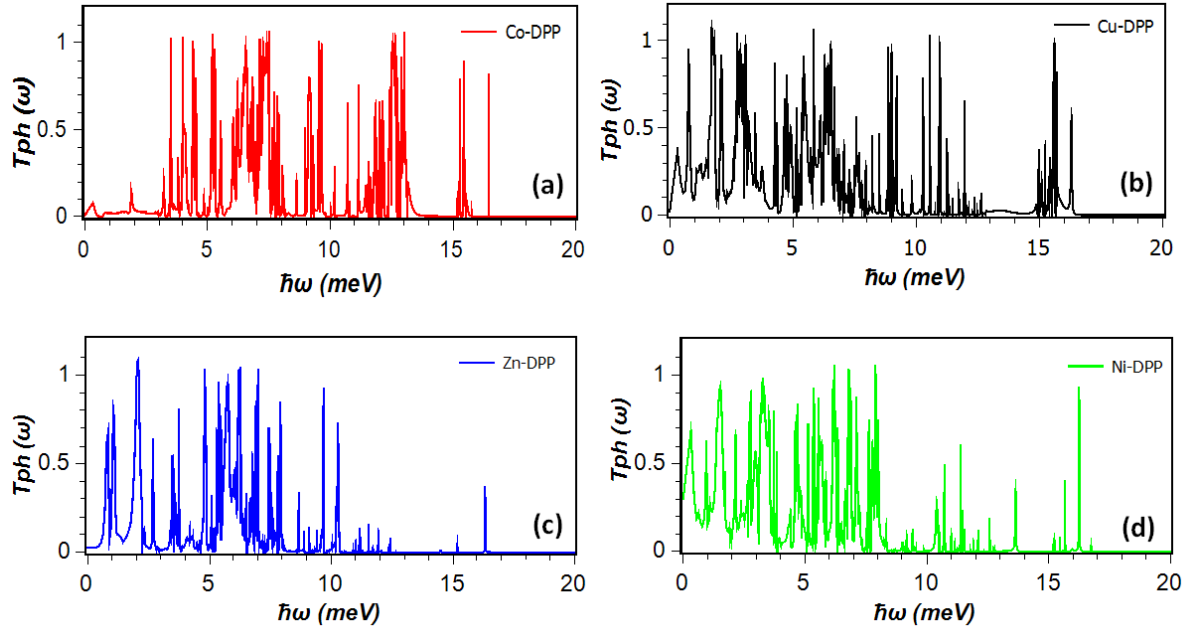 Co-DPP
1
0.5
0
Tph (ω)
(a)
0 5 10 15 20
ħω (meV)
Cu-DPP
1
0.5
0
Tph (ω)
(b)
0 5 10 15 20
ħω (meV)
Zn-DPP
1
0.5
0
Tph (ω)
(c)
0 5 10 15 20
ħω (meV)
Ni-DPP
1
0.5
0
Tph (ω)
(d)
0 5 10 15 20
ħω (meV)